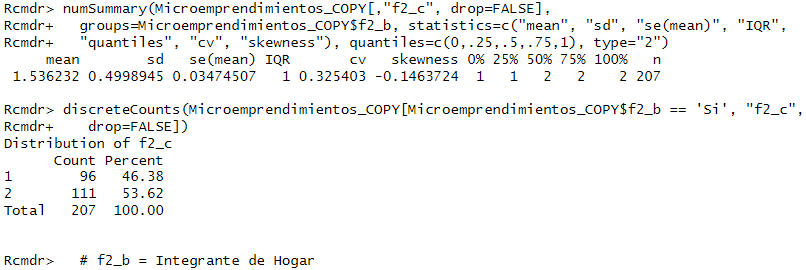 Rcmdr> numSummary(Microemprendimientos_COPY[,"f2_c", drop=FALSE],
Rcmdr+   groups=Microemprendimientos_COPY$f2_b, statistics=c("mean", "sd", "se(mean)", "IQR",
Rcmdr+   "quantiles", "cv", "skewness"), quantiles=c(0,.25,.5,.75,1), type="2")
mean sd se(mean) IQR cv skewness 0% 25% 50% 75% 100% n
1.536232 0.4998945 0.03474507 1 0.325403 -0.1463724 1 1 2 2 2 207
Rcmdr> discreteCounts(Microemprendimientos_COPY[Microemprendimientos_COPY$f2_b == 'Si', "f2_c",
Rcmdr+   drop=FALSE])
Distribution of f2_c
Count Percent
1 96 46.38
2 111 53.62
Total 207 100.00
Rcmdr> # f2_b = Integrante de Hogar